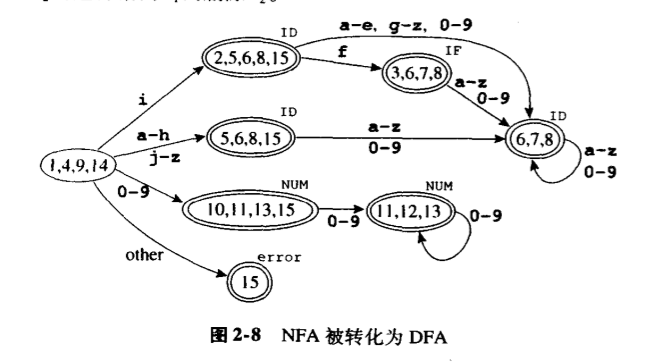 ID
a-e, g-z, 0-9
2,5,6,8,15
f
IF
3,6,7,8
i
a-z
0-9
ID
a-h
j-z
5,6,8,15
a-z
0-9
ID
6,7,8
a-z
0-9
1,4,9,14
0-9
NUM
10,11,13,15
0-9
NUM
11,12,13
0-9
other
error
15
图2-8 NFA 被转化为 DFA